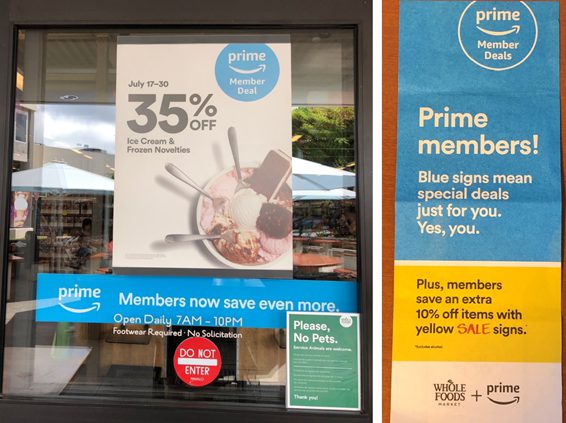 July 17–30
35% OFF
Ice Cream &
Frozen Novelties
prime
Member
Deal
prime
Members now save even more.
Open Daily 7AM - 10PM
Footwear Required · No Solicitation
DO NOT
ENTER
Please,
No Pets.
Service Animals are welcome.
Thank you!
prime
Member
Deals
Prime
members!
Blue signs mean
special deals
just for you.
Yes, you.
Plus, members
save an extra
10% off items with
yellow SALE signs.*
*Excludes alcohol.
WHOLE
FOODS
MARKET
+ prime